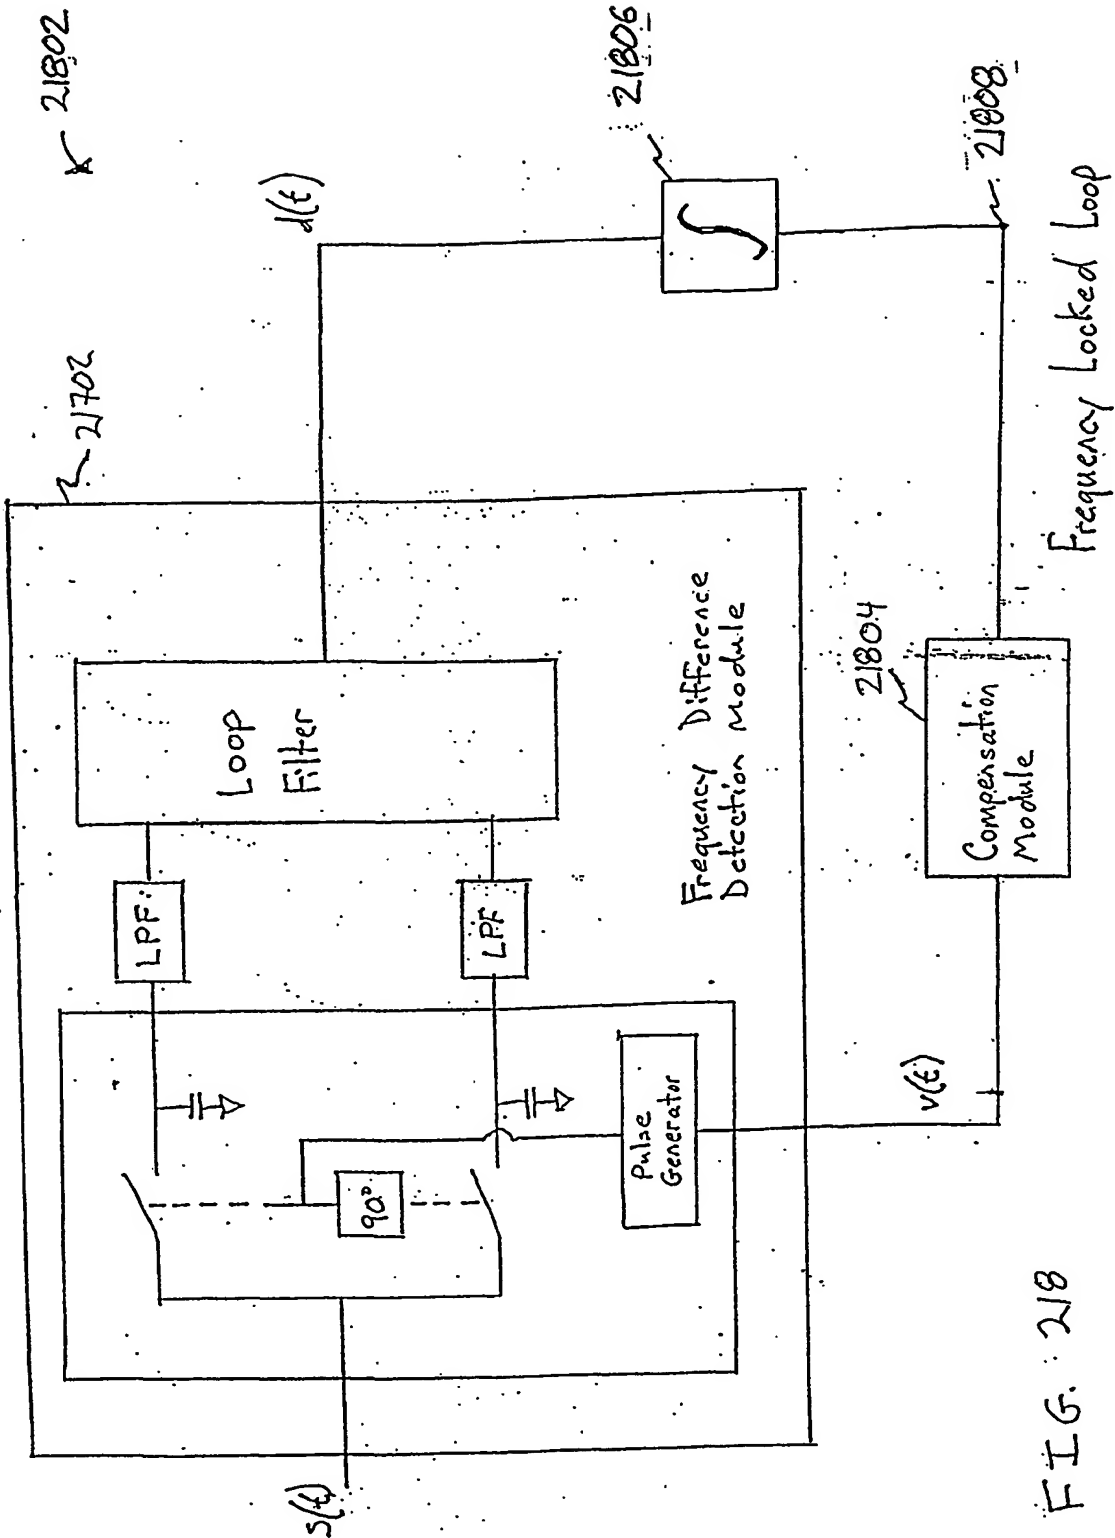 21802
21702
d(t)
21806
21808
S(t)
90°
Pulse
Generator
LPF
LPF
Loop
Filter
Frequency Difference
Detection Module
v(t)
21804
Compensation
Module
∫
Frequency Locked Loop
FIG. 218